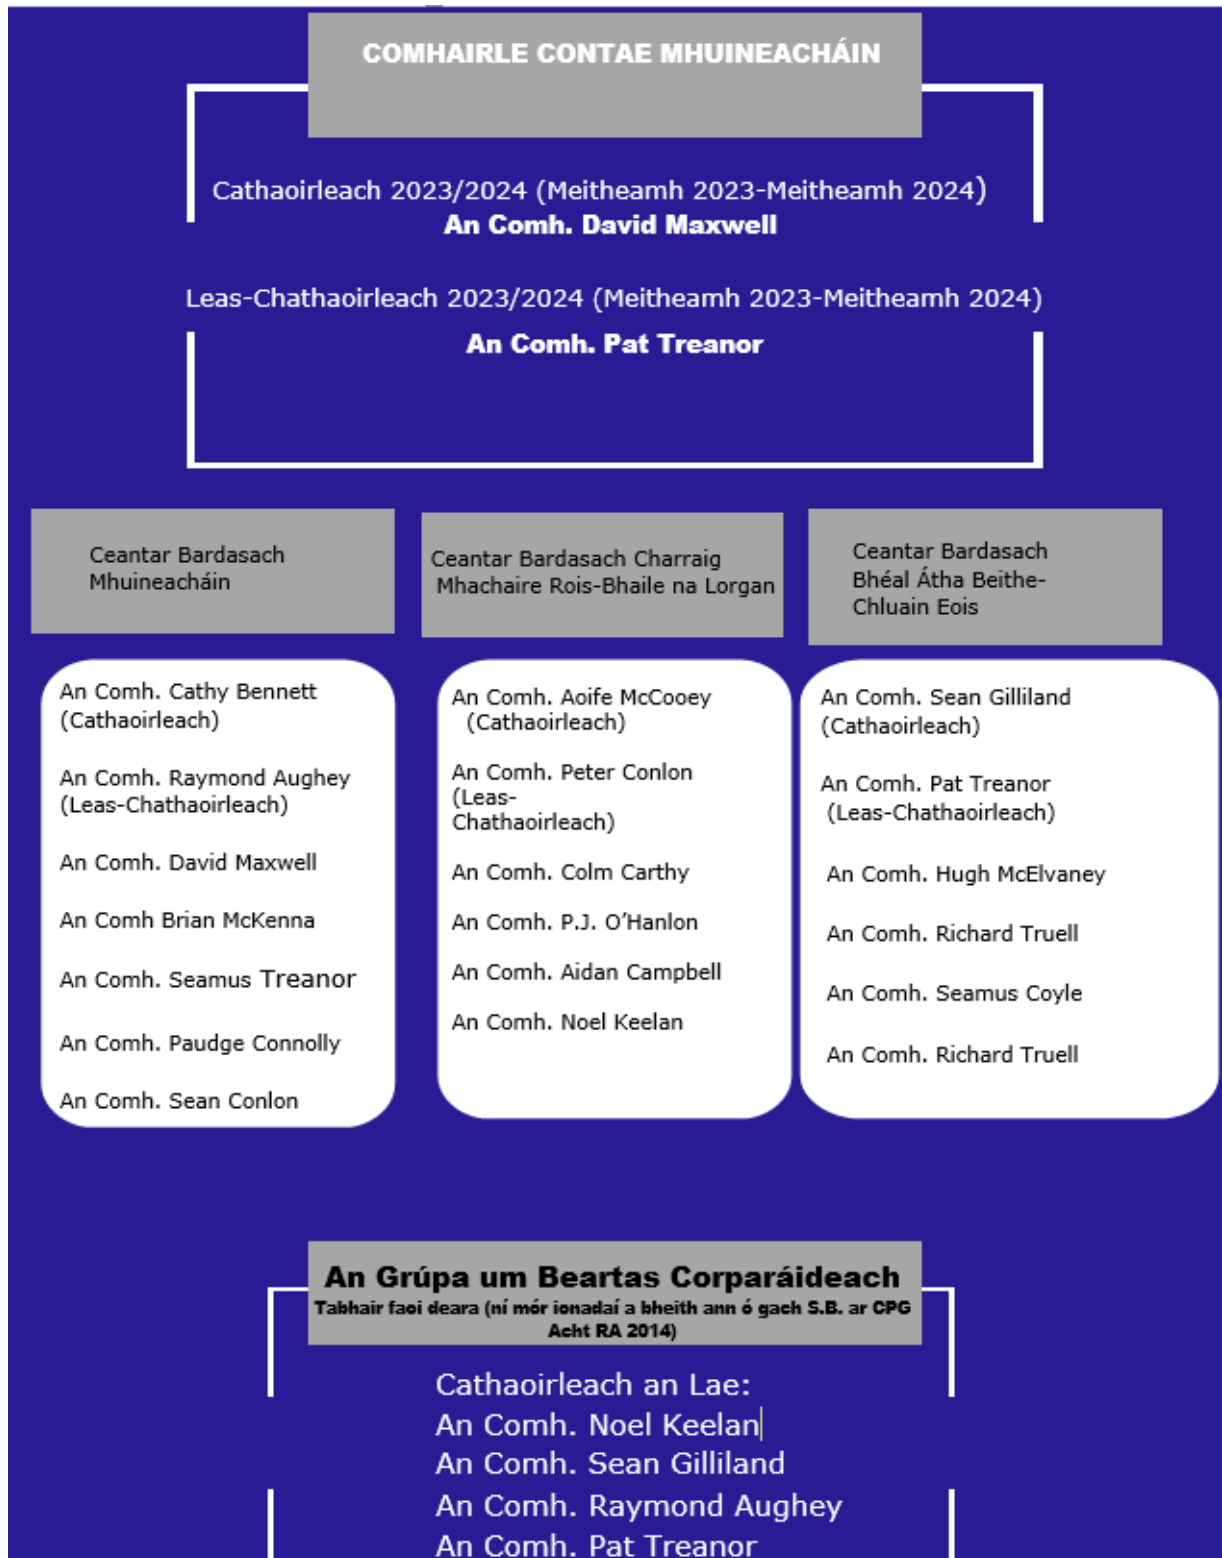 COMHAIRLE CONTAE MHUINEACHÁIN
Cathaoirleach 2023/2024 (Meitheamh 2023-Meitheamh 2024)
An Comh. David Maxwell
Leas-Chathaoirleach 2023/2024 (Meitheamh 2023-Meitheamh 2024)
An Comh. Pat Treanor
Ceantar Bardasach
Mhuineacháin
An Comh. Cathy Bennett
(Cathaoirleach)
An Comh. Raymond Aughey
(Leas-Chathaoirleach)
An Comh. David Maxwell
An Comh Brian McKenna
An Comh. Seamus Treanor
An Comh. Paudge Connolly
An Comh. Sean Conlon
Ceantar Bardasach Charraig
Mhachaire Rois-Bhaile na Lorgan
An Comh. Aoife McCooey
(Cathaoirleach)
An Comh. Peter Conlon
(Leas-
Chathaoirleach)
An Comh. Colm Carthy
An Comh. P.J. O'Hanlon
An Comh. Aidan Campbell
An Comh. Noel Keelan
Ceantar Bardasach
Bhéal Átha Beithe-
Chluain Eois
An Comh. Sean Gilliland
(Cathaoirleach)
An Comh. Pat Treanor
(Leas-Chathaoirleach)
An Comh. Hugh McElvaney
An Comh. Richard Truell
An Comh. Seamus Coyle
An Comh. Richard Truell
An Grúpa um Beartas Corparáideach
Tabhair faoi deara (ní mór ionadaí a bheith ann ó gach S.B. ar CPG
Acht RA 2014)
Cathaoirleach an Lae:
An Comh. Noel Keelan
An Comh. Sean Gilliland
An Comh. Raymond Aughey
An Comh. Pat Treanor